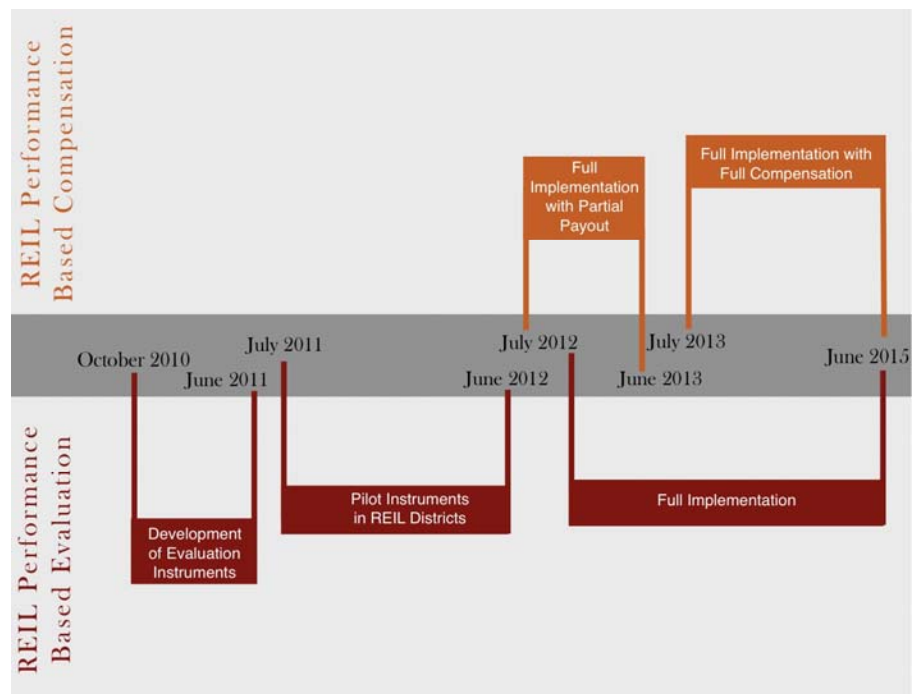 REIL Performance
Based Compensation
Full
Implementation
with Partial
Payout
Full Implementation with
Full Compensation
October 2010
June 2011
July 2011
June 2012
July 2012
June 2013
July 2013
June 2015
REIL Performance
Based Evaluation
Development
of Evaluation
Instruments
Pilot Instruments
in REIL Districts
Full Implementation